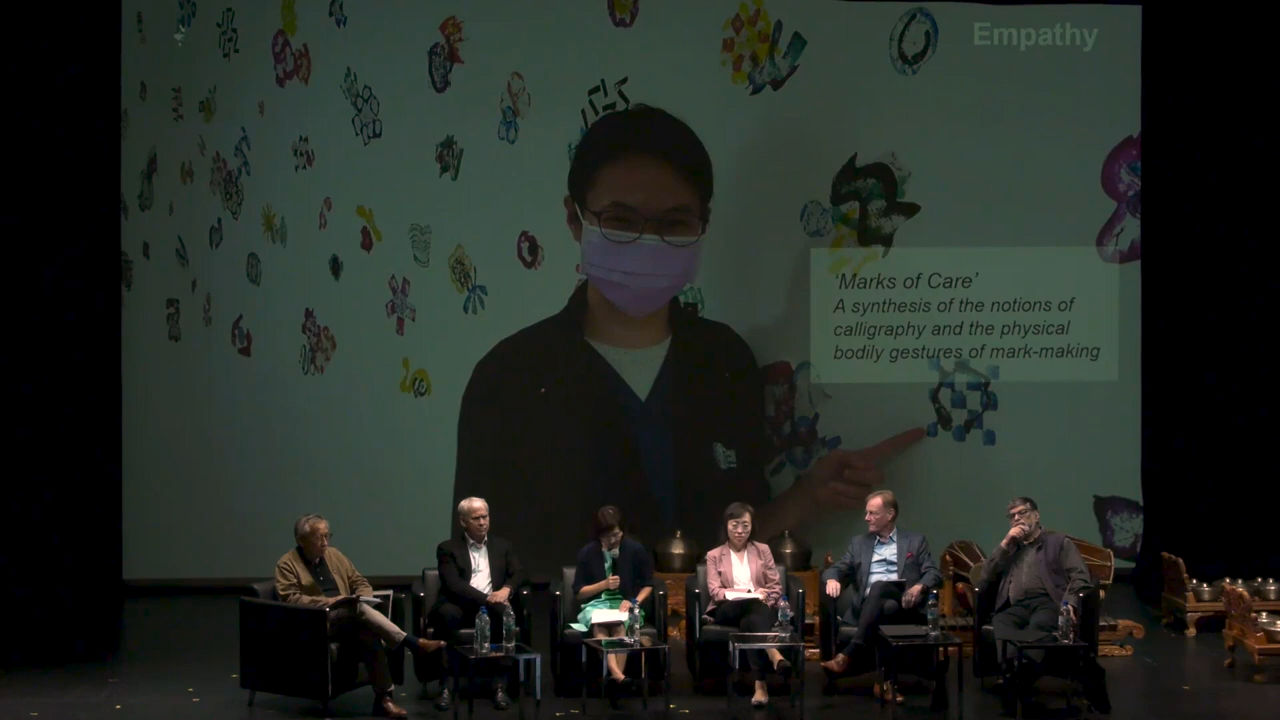 Empathy
‘Marks of Care’
A synthesis of the notions of
calligraphy and the physical
bodily gestures of mark-making